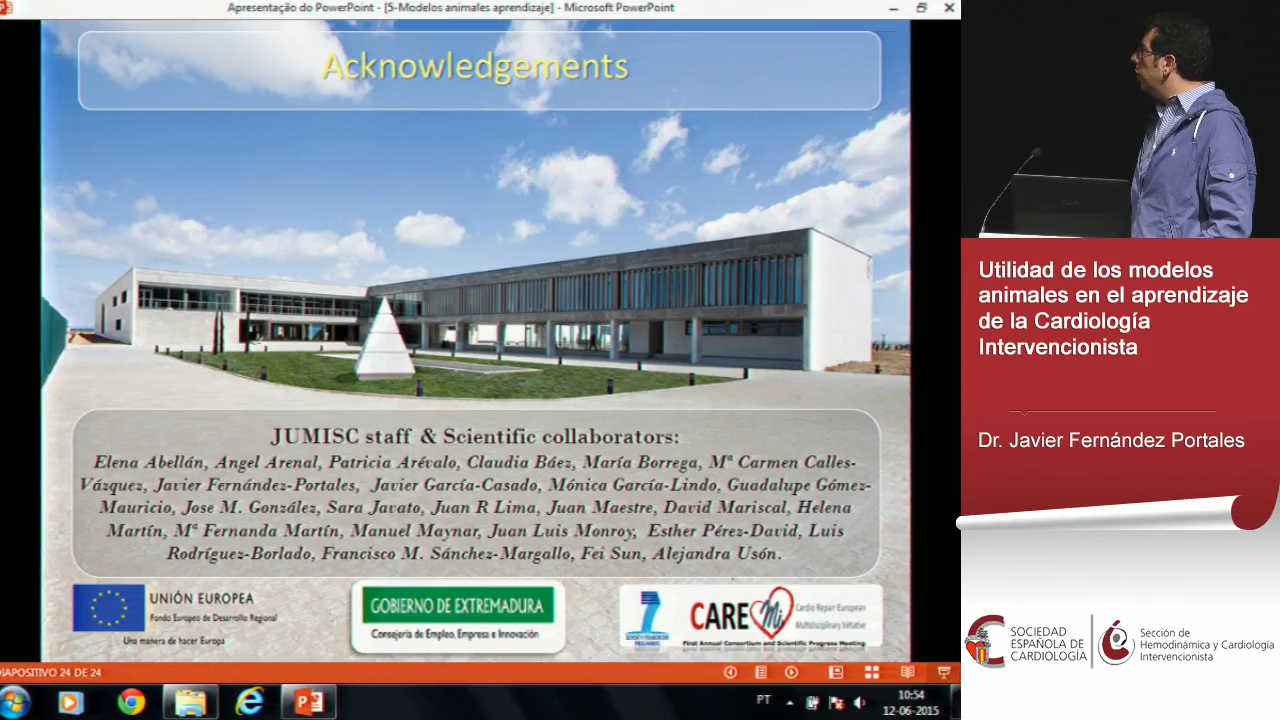 Apresentação do PowerPoint - [5-Modelos animales aprendizaje] - Microsoft PowerPoint
Acknowledgements
JUMISC staff & Scientific collaborators:
Elena Abellán, Angel Arenal, Patricia Arévalo, Claudia Báez, María Borrega, Mª Carmen Calles-
Vázquez, Javier Fernández-Portales, Javier García-Casado, Mónica García-Lindo, Guadalupe Gómez-
Mauricio, Jose M. González, Sara Javato, Juan R Lima, Juan Maestre, David Mariscal, Helena
Martín, Mª Fernanda Martín, Manuel Maynar, Juan Luis Monroy, Esther Pérez-David, Luis
Rodríguez-Borlado, Francisco M. Sánchez-Margallo, Fei Sun, Alejandra Usón.
UNIÓN EUROPEA
Fondo Europeo de Desarrollo Regional
Una manera de hacer Europa
GOBIERNO DE EXTREMADURA
Consejería de Empleo, Empresa e Innovación
7
SEVENTH FRAMEWORK
PROGRAMME
CARE Mi
Cardio Repair European
Multidisciplinary Initiative
First Annual Consortium and Scientific Progress Meeting
DIAPOSITIVO 24 DE 24
PT
10:54
12-06-2015
Utilidad de los modelos
animales en el aprendizaje
de la Cardiología
Intervencionista
Dr. Javier Fernández Portales
SOCIEDAD
ESPAÑOLA DE
CARDIOLOGÍA
Sección de
Hemodinámica y Cardiología
Intervencionista